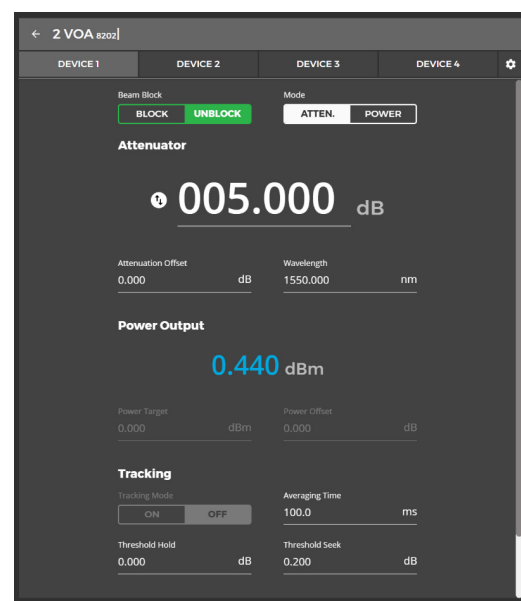 ← 2 VOA 8202
DEVICE 1 DEVICE 2 DEVICE 3 DEVICE 4
Beam Block Mode
BLOCK UNBLOCK ATTEN. POWER
Attenuator
005.000 dB
Attenuation Offset Wavelength
0.000 dB 1550.000 nm
Power Output
0.440 dBm
Power Target Power Offset
0.000 dBm 0.000 dB
Tracking
Tracking Mode Averaging Time
ON OFF 100.0 ms
Threshold Hold Threshold Seek
0.000 dB 0.200 dB